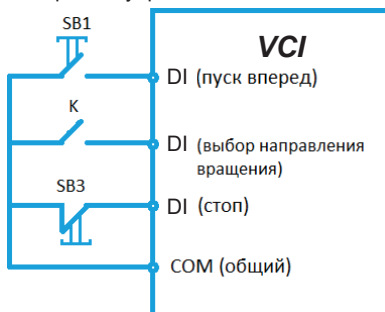 SB1
VCI
DI (пуск вперед)
K
DI (выбор направления
вращения)
SB3
DI (стоп)
COM (общий)